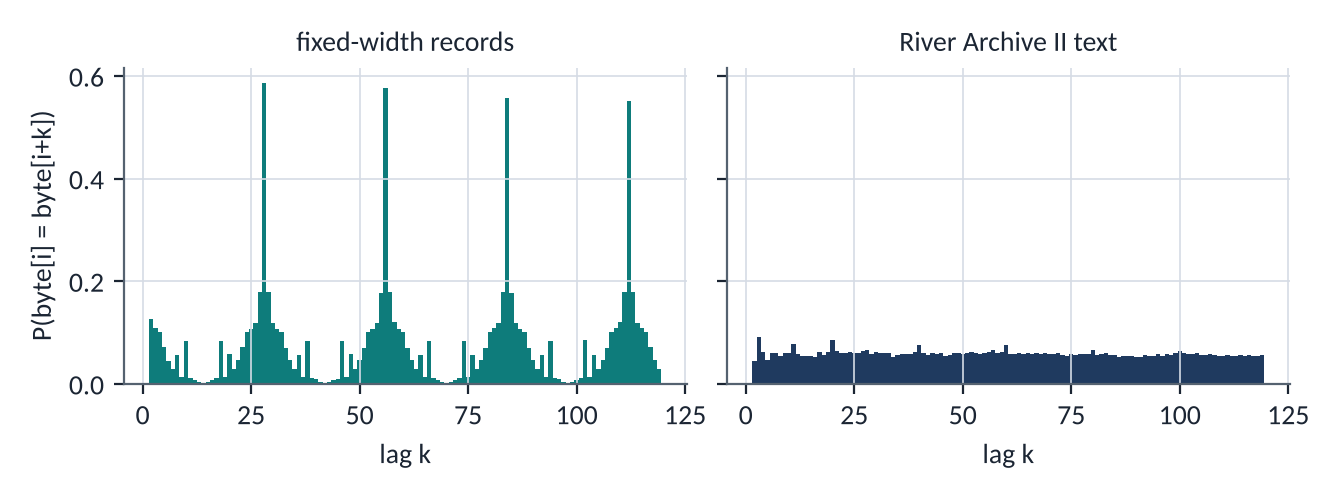 fixed-width records
River Archive II text
P(byte[i] = byte[i+k])
0.6
0.4
0.2
0.0
0 25 50 75 100 125
0 25 50 75 100 125
lag k
lag k